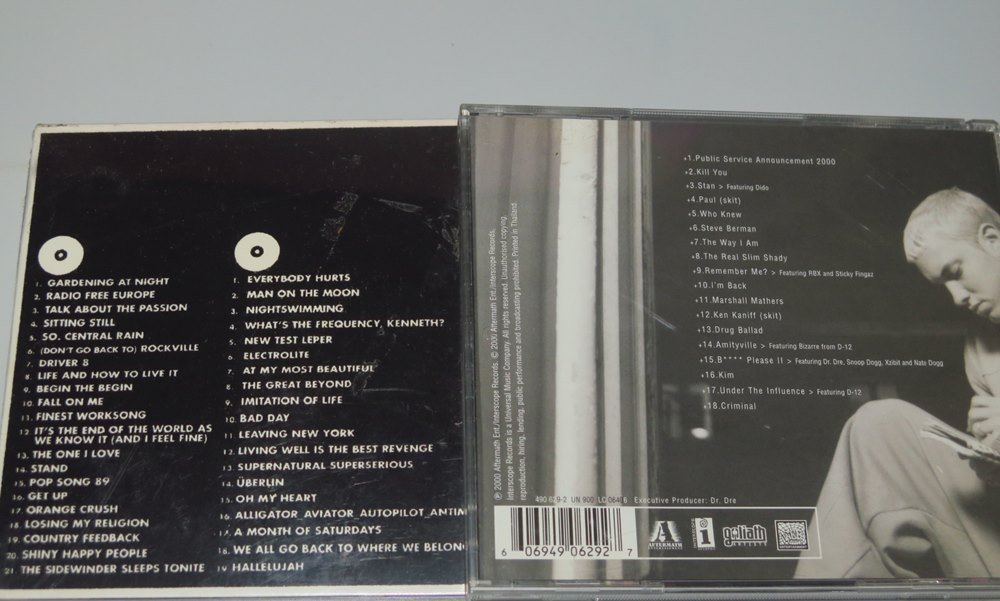 1. GARDENING AT NIGHT
2. RADIO FREE EUROPE
3. TALK ABOUT THE PASSION
4. SITTING STILL
5. SO. CENTRAL RAIN
6. (DON'T GO BACK TO) ROCKVILLE
7. DRIVER 8
8. LIFE AND HOW TO LIVE IT
9. BEGIN THE BEGIN
10. FALL ON ME
11. FINEST WORKSONG
12. IT'S THE END OF THE WORLD AS
WE KNOW IT (AND I FEEL FINE)
13. THE ONE I LOVE
14. STAND
15. POP SONG 89
16. GET UP
17. ORANGE CRUSH
18. LOSING MY RELIGION
19. COUNTRY FEEDBACK
20. SHINY HAPPY PEOPLE
21. THE SIDEWINDER SLEEPS TONITE
1. EVERYBODY HURTS
2. MAN ON THE MOON
3. NIGHTSWIMMING
4. WHAT'S THE FREQUENCY, KENNETH?
5. NEW TEST LEPER
6. ELECTROLITE
7. AT MY MOST BEAUTIFUL
8. THE GREAT BEYOND
9. IMITATION OF LIFE
10. BAD DAY
11. LEAVING NEW YORK
12. LIVING WELL IS THE BEST REVENGE
13. SUPERNATURAL SUPERSERIOUS
14. ÜBERLIN
15. OH MY HEART
16. ALLIGATOR_AVIATOR_AUTOPILOT_ANTIM
17. A MONTH OF SATURDAYS
18. WE ALL GO BACK TO WHERE WE BELONG
19. HALLELUJAH
℗ 2000 Aftermath Ent./Interscope Records. © 2000 Aftermath Ent./Interscope Records,
Interscope Records is a Universal Music Company. All rights reserved. Unauthorised copying,
reproduction, hiring, lending, public performance and broadcasting prohibited. Printed in Thailand.
+1.Public Service Announcement 2000
+2.Kill You
+3.Stan > Featuring Dido
+4.Paul (skit)
+5.Who Knew
+6.Steve Berman
+7.The Way I Am
+8.The Real Slim Shady
+9.Remember Me? > Featuring RBX and Sticky Fingaz
+10.I'm Back
+11.Marshall Mathers
+12.Ken Kaniff (skit)
+13.Drug Ballad
+14.Amityville > Featuring Bizarre from D-12
+15.B**** Please II > Featuring Dr. Dre, Snoop Dogg, Xzibit and Nate Dogg
+16.Kim
+17.Under The Influence > Featuring D-12
+18.Criminal
490 629-2 UN 900 LC 06406 Executive Producer: Dr. Dre
6 06949 06292 7
AFTERMATH
ENTERTAINMENT
INTERSCOPE
goliath